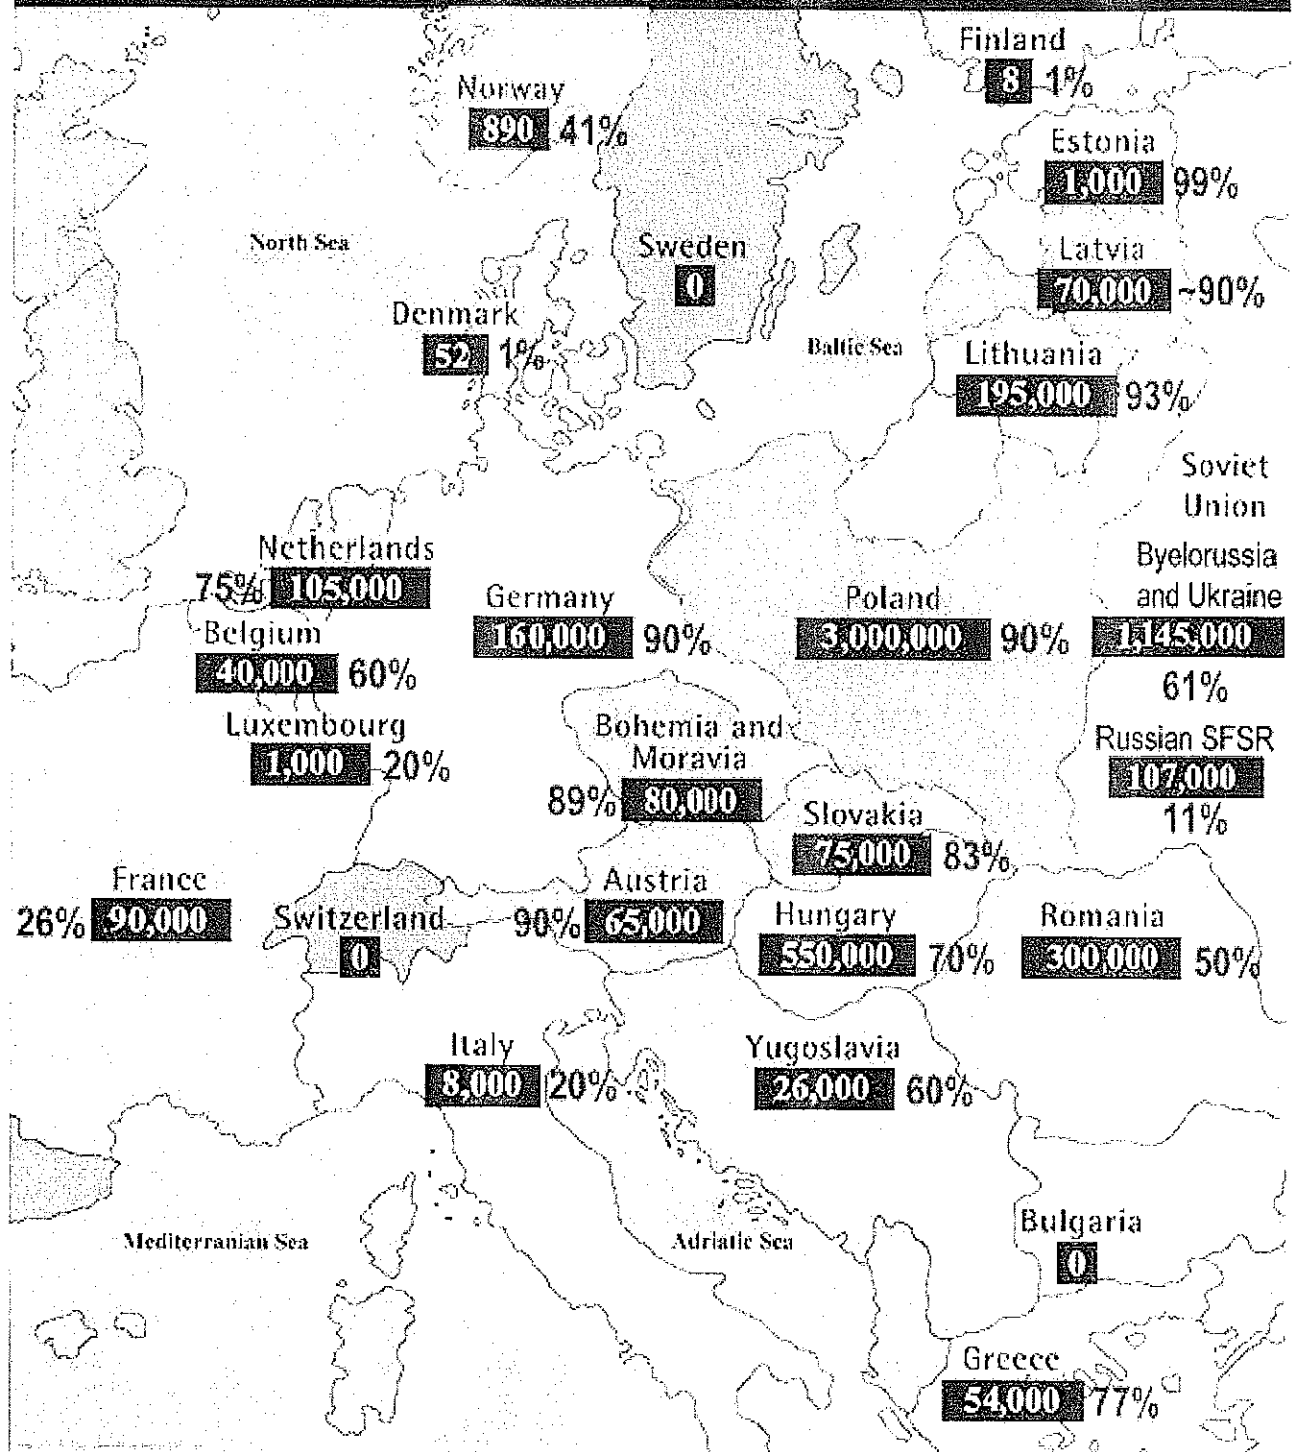 Finland
8 1%
Norway
890 41%
Estonia
1,000 99%
North Sea
Sweden
0
Latvia
70,000 ~90%
Denmark
52 1%
Baltic Sea
Lithuania
195,000 93%
Soviet
Union
Netherlands
75% 105,000
Byelorussia
and Ukraine
1,145,000
61%
Germany
160,000 90%
Poland
3,000,000 90%
Belgium
40,000 60%
Luxembourg
1,000 20%
Bohemia and
Moravia
89% 80,000
Russian SFSR
107,000
11%
Slovakia
75,000 83%
France
26% 90,000
Switzerland
0
Austria
90% 65,000
Hungary
550,000 70%
Romania
300,000 50%
Italy
8,000 20%
Yugoslavia
26,000 60%
Mediterranian Sea
Adriatic Sea
Bulgaria
0
Greece
54,000 77%